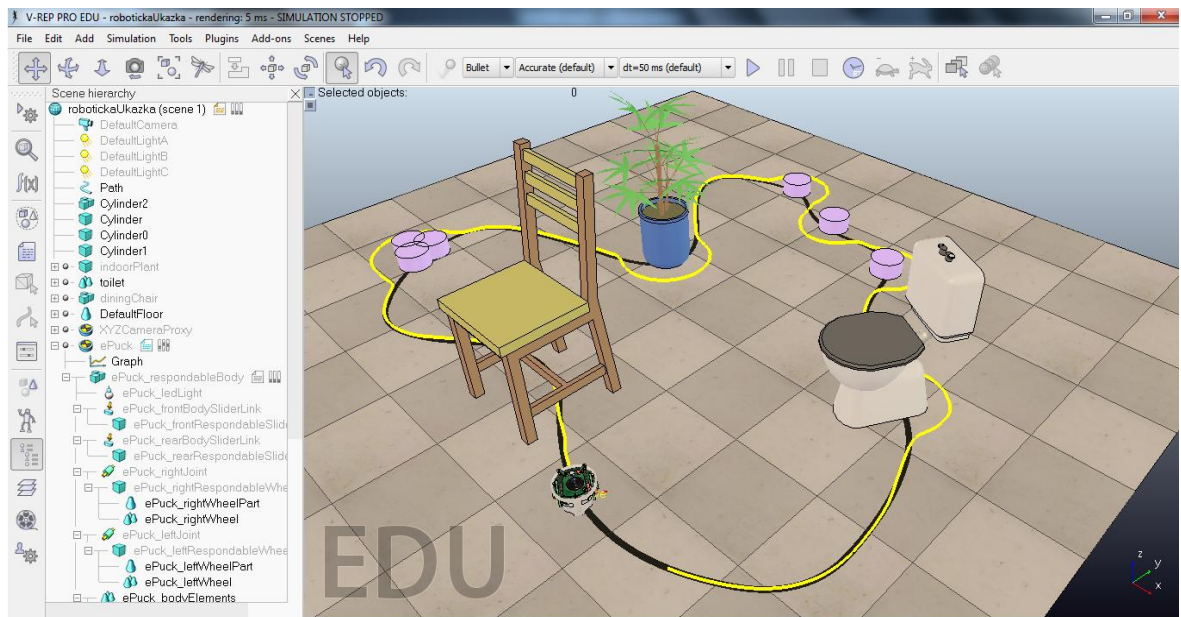 V-REP PRO EDU - robotickaUkazka - rendering: 5 ms - SIMULATION STOPPED
File Edit Add Simulation Tools Plugins Add-ons Scenes Help
Bullet Accurate (default) dt=50 ms (default)
Scene hierarchy
Selected objects: 0
robotickaUkazka (scene 1)
DefaultCamera
DefaultLightA
DefaultLightB
DefaultLightC
Path
Cylinder2
Cylinder
Cylinder0
Cylinder1
indoorPlant
toilet
diningChair
DefaultFloor
XYZCameraProxy
ePuck
Graph
ePuck_respondableBody
ePuck_ledLight
ePuck_frontBodySliderLink
ePuck_frontRespondableSlid
ePuck_rearBodySliderLink
ePuck_rearRespondableSlide
ePuck_rightJoint
ePuck_rightRespondableWhe
ePuck_rightWheelPart
ePuck_rightWheel
ePuck_leftJoint
ePuck_leftRespondableWhee
ePuck_leftWheelPart
ePuck_leftWheel
ePuck_bodyElements
EDU
z
y
x